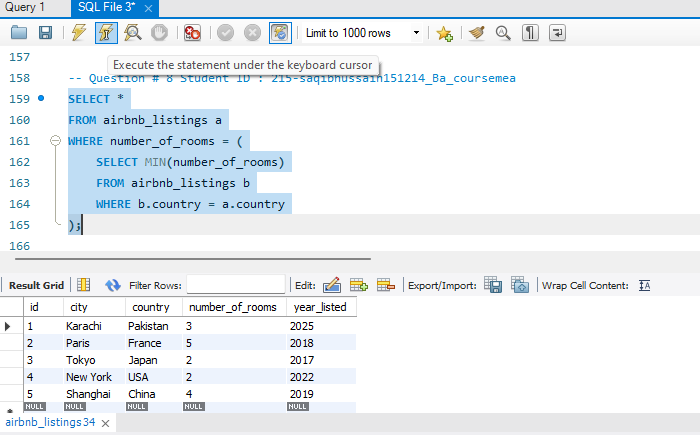 Query 1 SQL File 3*
Limit to 1000 rows
Execute the statement under the keyboard cursor
157
158 -- Question # 8 Student ID : 215-saqibhussain151214_Ba_coursemea
159 SELECT *
160 FROM airbnb_listings a
161 WHERE number_of_rooms = (
162 SELECT MIN(number_of_rooms)
163 FROM airbnb_listings b
164 WHERE b.country = a.country
165 );
166
Result Grid Filter Rows: Edit: Export/Import: Wrap Cell Content:
id city country number_of_rooms year_listed
1 Karachi Pakistan 3 2025
2 Paris France 5 2018
3 Tokyo Japan 2 2017
4 New York USA 2 2022
5 Shanghai China 4 2019
NULL NULL NULL NULL NULL
airbnb_listings34